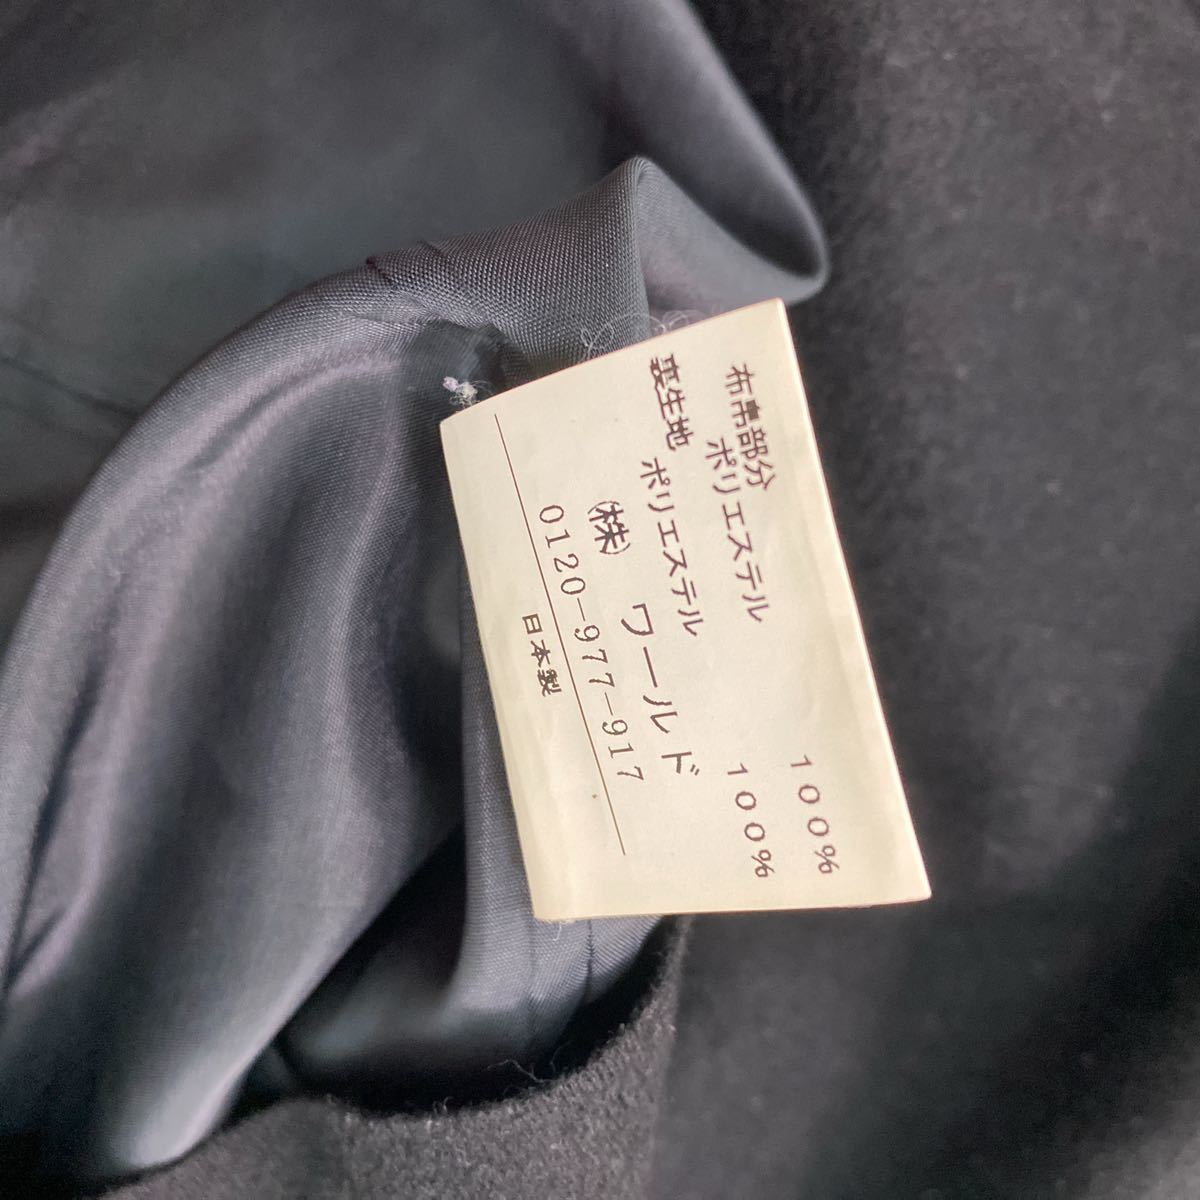 布帛部分
ポリエステル 100%
裏生地 ポリエステル 100%
㈱ ワールド
0120-977-917
日本製